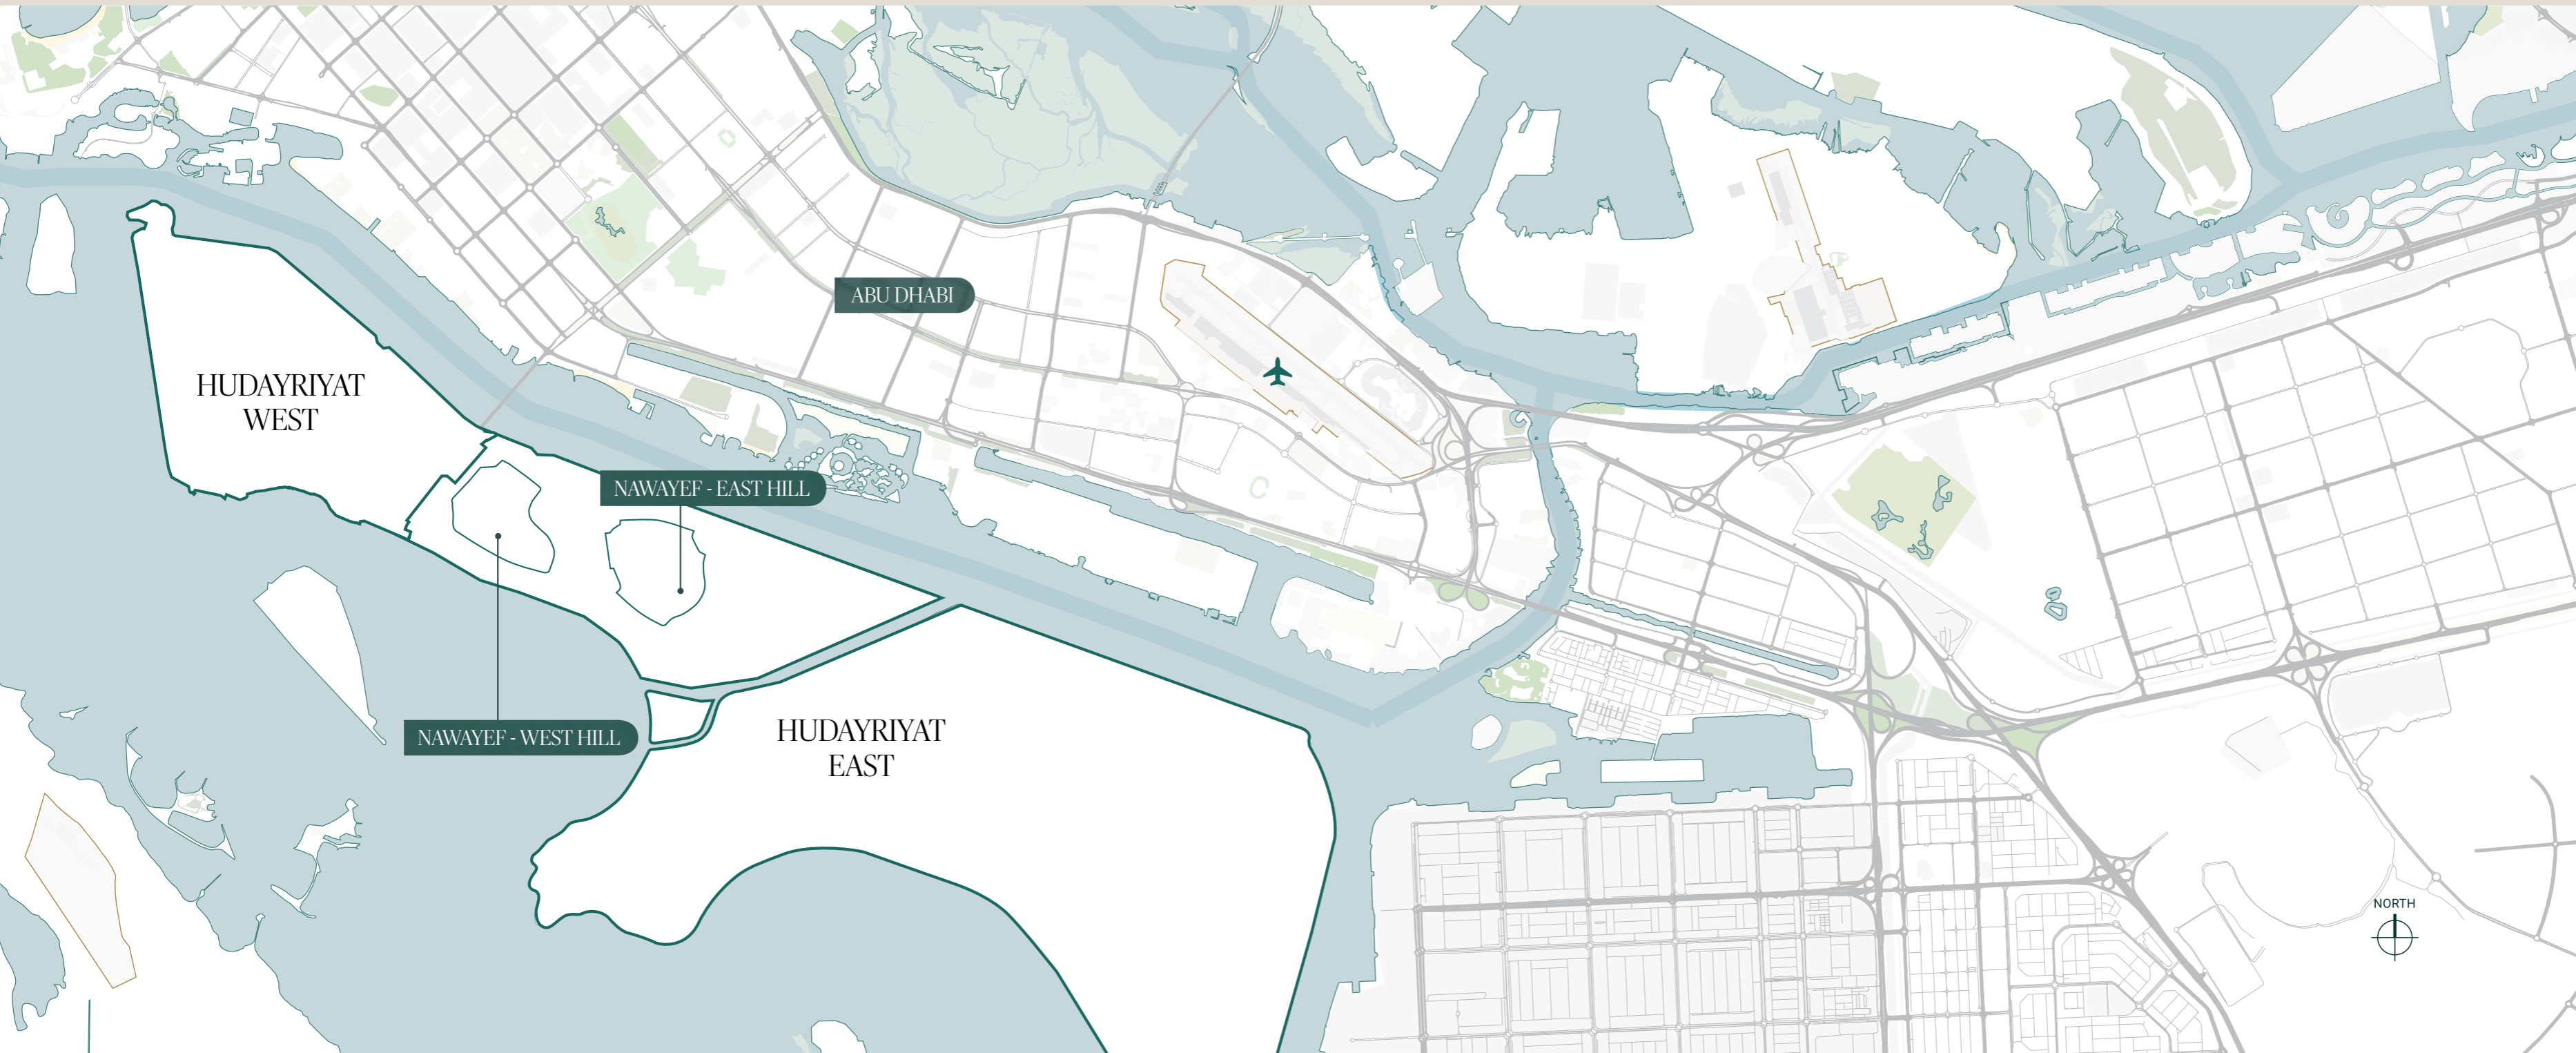 ABU DHABI
HUDAYRIYAT
WEST
NAWAYEF - EAST HILL
NAWAYEF - WEST HILL
HUDAYRIYAT
EAST
NORTH